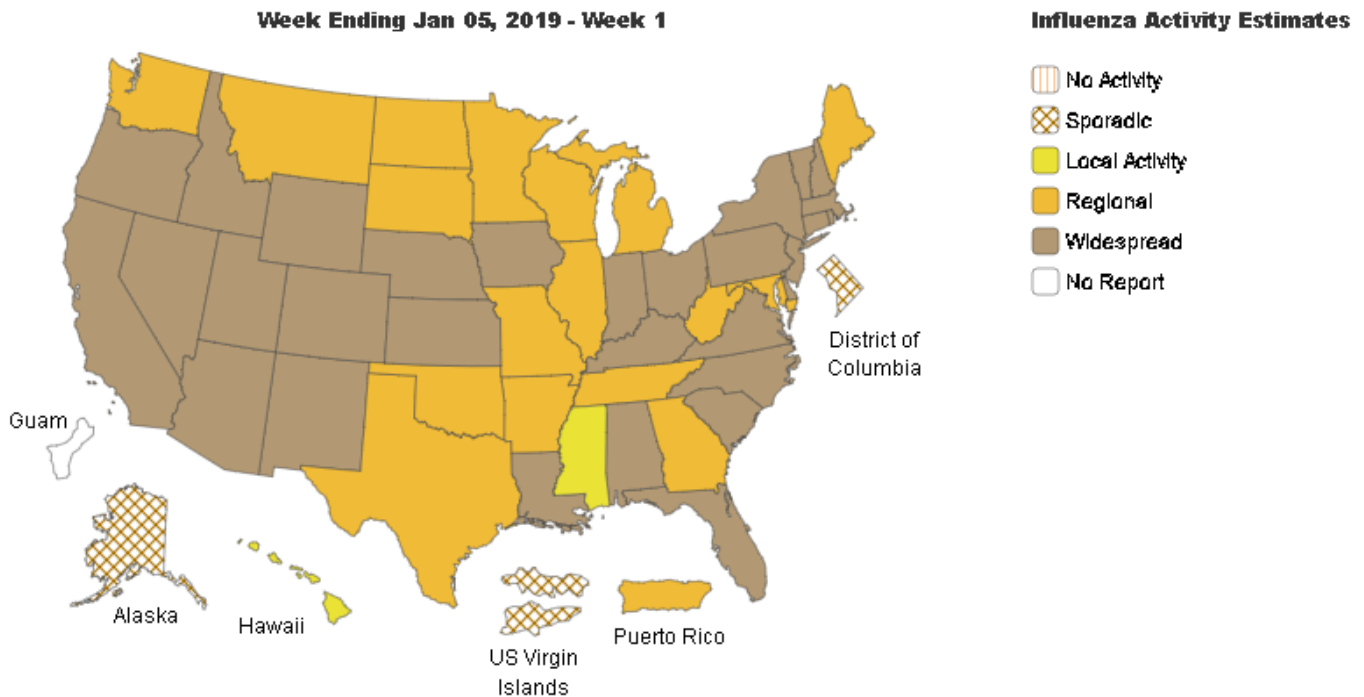 Week Ending Jan 05, 2019 - Week 1
Influenza Activity Estimates
No Activity
Sporadic
Local Activity
Regional
Widespread
No Report
District of
Columbia
Guam
Alaska
Hawaii
US Virgin
Islands
Puerto Rico